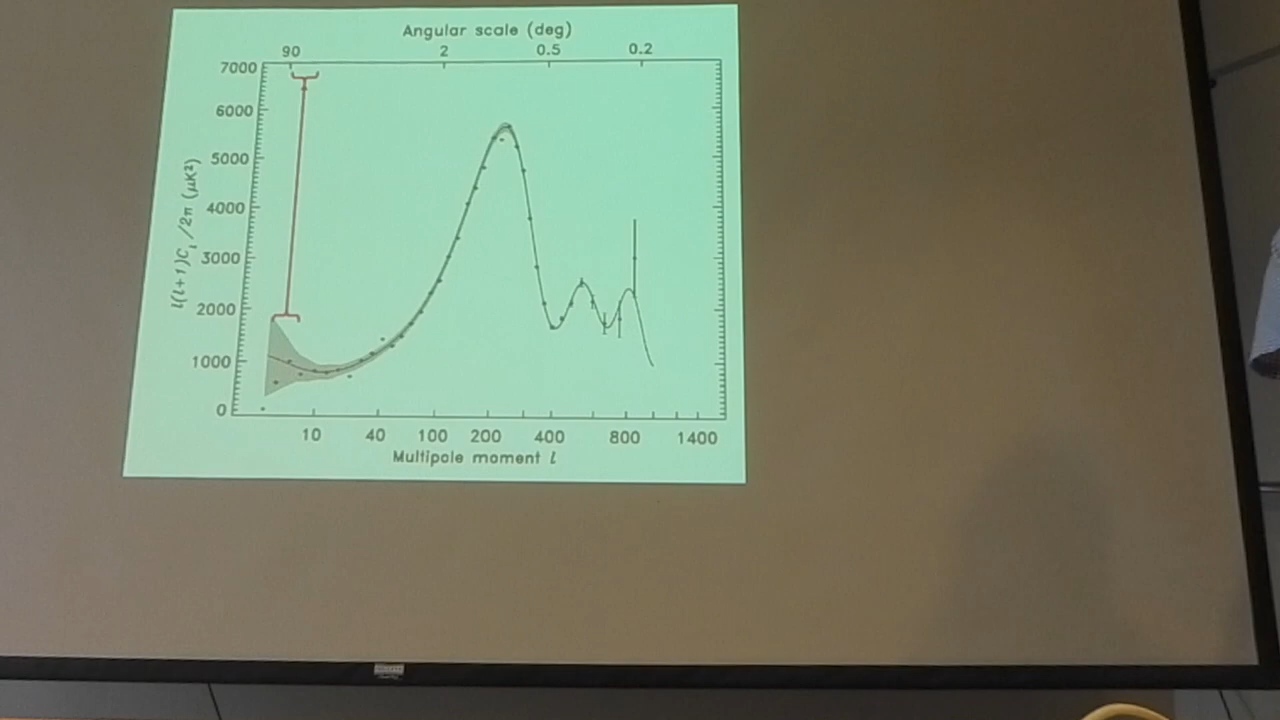 Angular scale (deg)
90 2 0.5 0.2
7000
6000
5000
4000
3000
2000
1000
0
l(l+1)C_l/2π (μK²)
10 40 100 200 400 800 1400
Multipole moment l